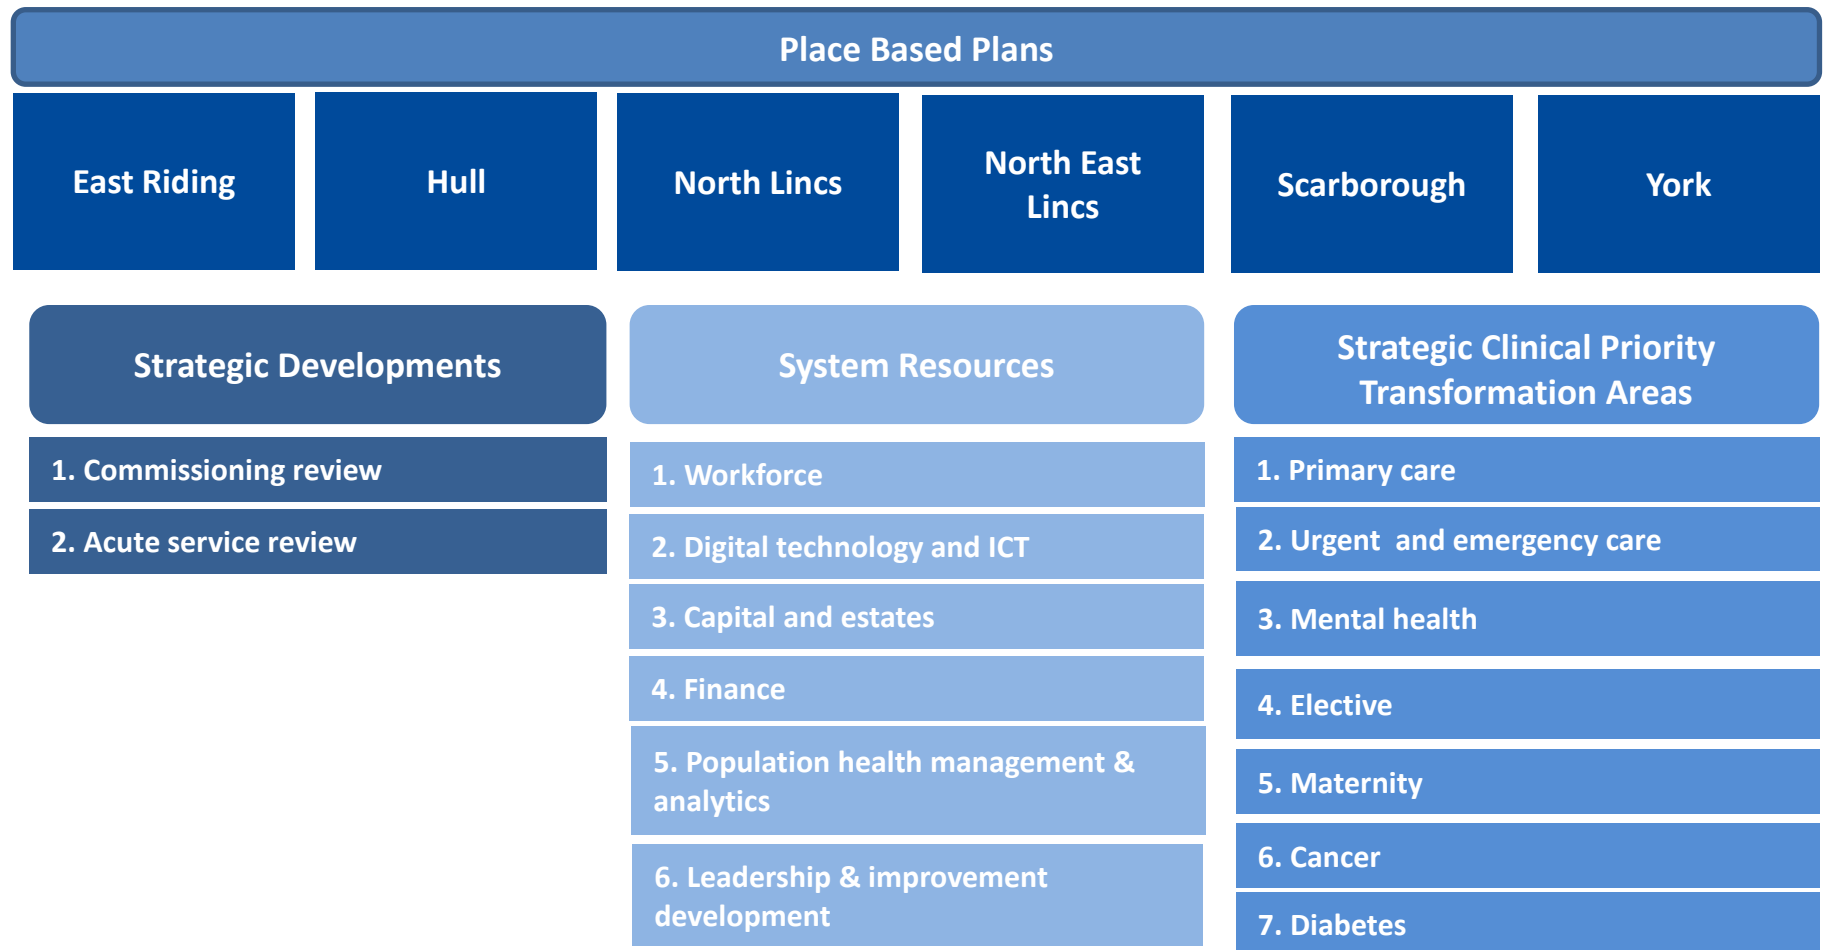 Place Based Plans
East Riding
Hull
North Lincs
North East
Lincs
Scarborough
York
Strategic Developments
1. Commissioning review
2. Acute service review
System Resources
1. Workforce
2. Digital technology and ICT
3. Capital and estates
4. Finance
5. Population health management &
analytics
6. Leadership & improvement
development
Strategic Clinical Priority
Transformation Areas
1. Primary care
2. Urgent  and emergency care
3. Mental health
4. Elective
5. Maternity
6. Cancer
7. Diabetes